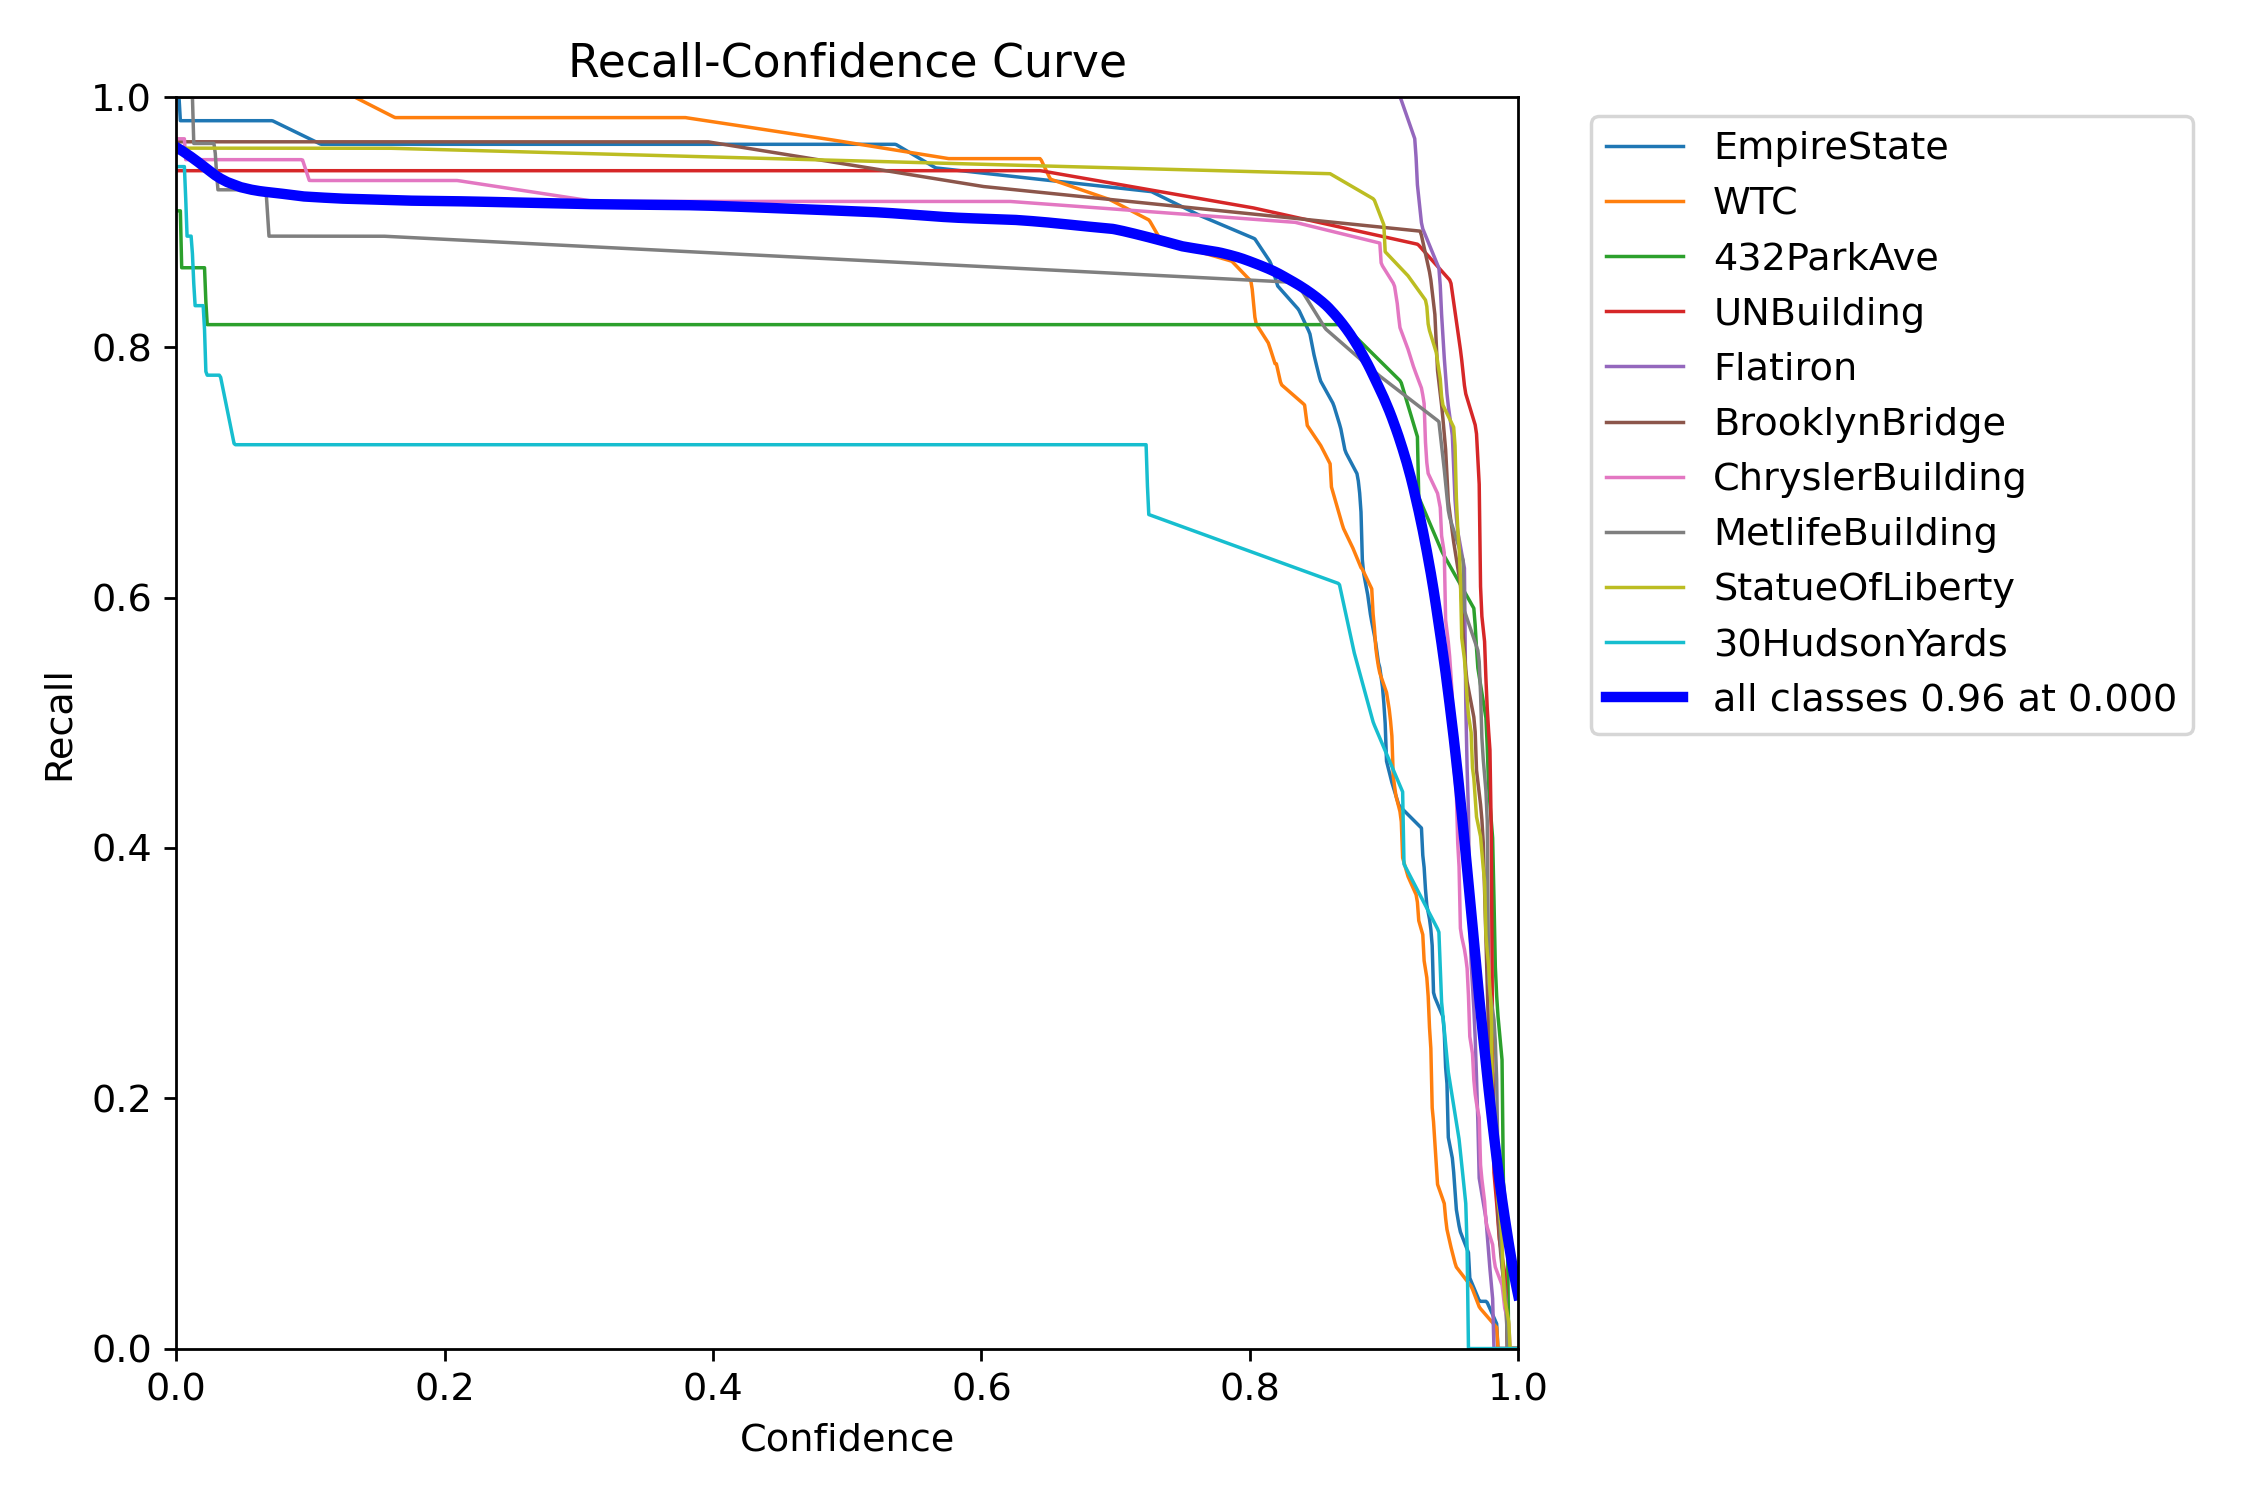 Recall-Confidence Curve
1.0
0.8
0.6
0.4
0.2
0.0
Recall
0.0 0.2 0.4 0.6 0.8 1.0
Confidence
EmpireState
WTC
432ParkAve
UNBuilding
Flatiron
BrooklynBridge
ChryslerBuilding
MetlifeBuilding
StatueOfLiberty
30HudsonYards
all classes 0.96 at 0.000